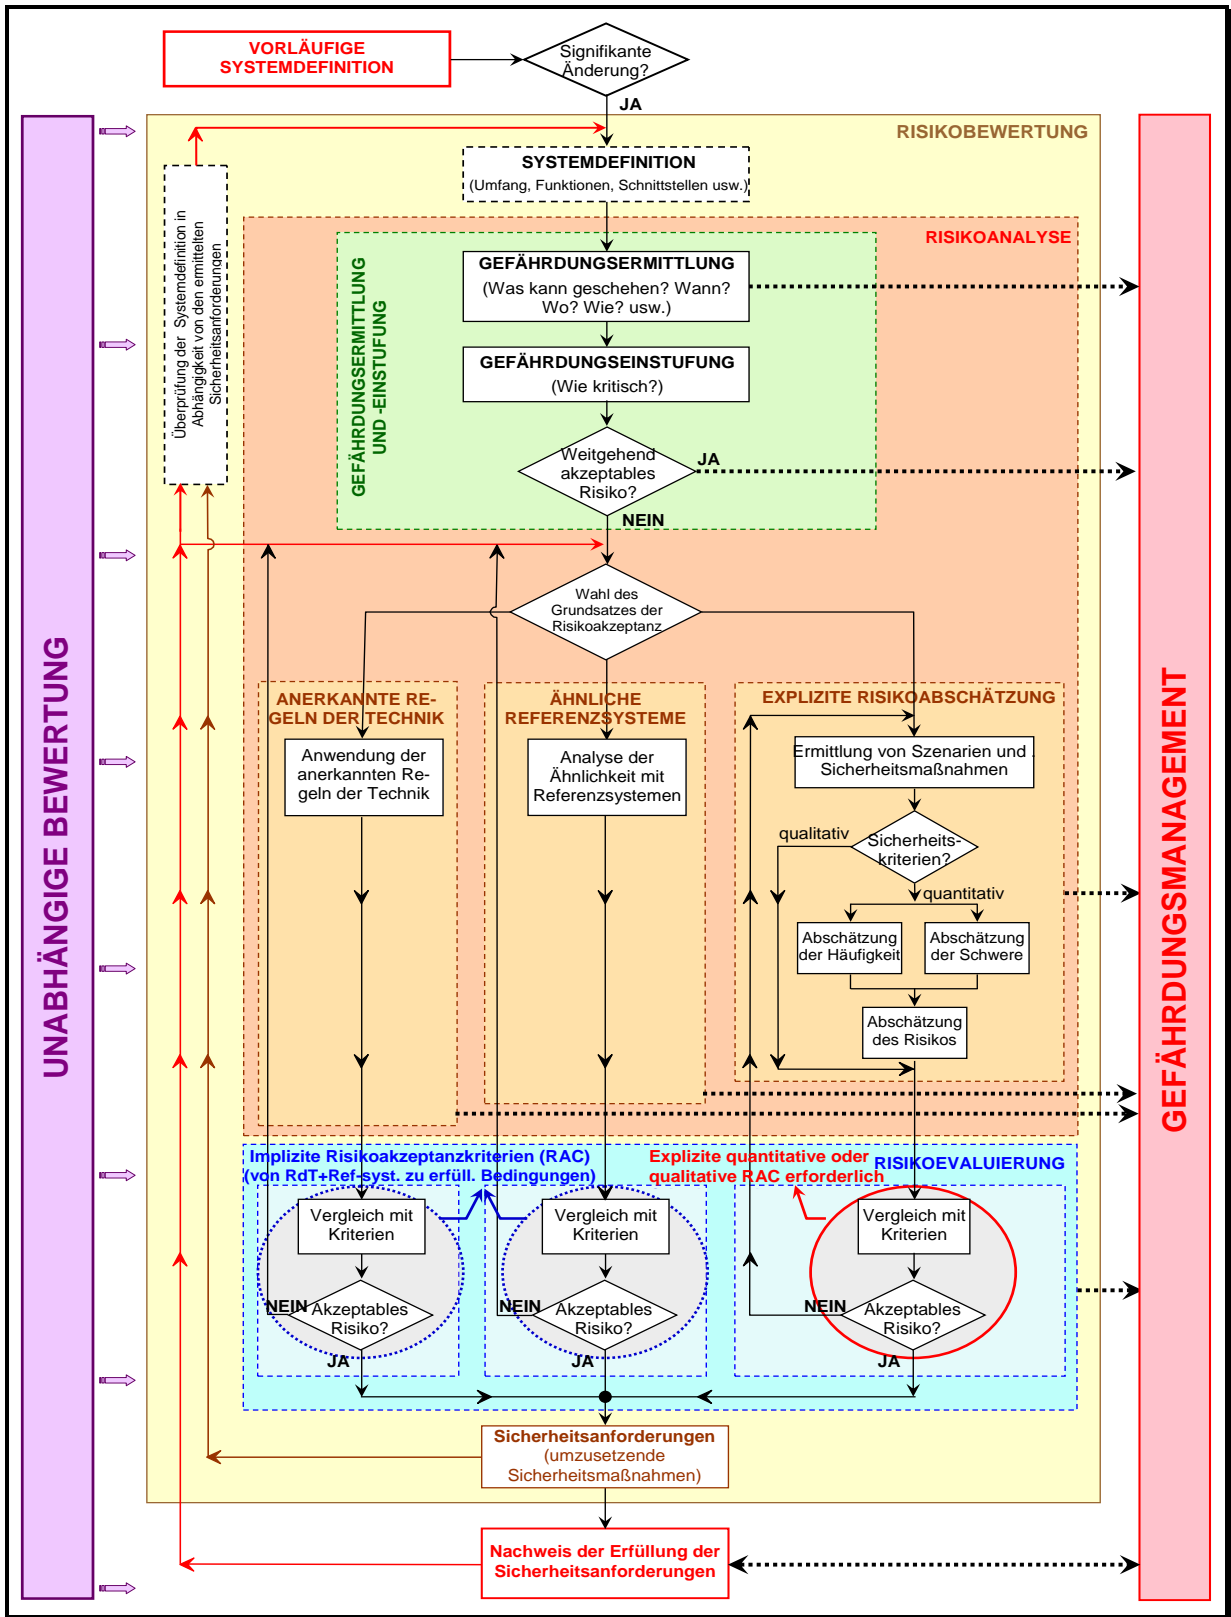 VORLÄUFIGE
SYSTEMDEFINITION
Signifikante
Änderung?
JA
RISIKOBEWERTUNG
SYSTEMDEFINITION
(Umfang, Funktionen, Schnittstellen usw.)
Überprüfung der Systemdefinition in
Abhängigkeit von den ermittelten
Sicherheitsanforderungen
RISIKOANALYSE
GEFÄHRDUNGSERMITTLUNG
UND -EINSTUFUNG
GEFÄHRDUNGSERMITTLUNG
(Was kann geschehen? Wann?
Wo? Wie? usw.)
GEFÄHRDUNGSEINSTUFUNG
(Wie kritisch?)
Weitgehend
akzeptables
Risiko?
JA
NEIN
Wahl des
Grundsatzes der
Risikoakzeptanz
UNABHÄNGIGE BEWERTUNG
GEFÄHRDUNGSMANAGEMENT
ANERKANNTE RE-
GELN DER TECHNIK
Anwendung der
anerkannten Re-
geln der Technik
ÄHNLICHE
REFERENZSYSTEME
Analyse der
Ähnlichkeit mit
Referenzsystemen
EXPLIZITE RISIKOABSCHÄTZUNG
Ermittlung von Szenarien und .
Sicherheitsmaßnahmen
qualitativ
Sicherheits-
kriterien?
quantitativ
Abschätzung
der Häufigkeit
Abschätzung
der Schwere
Abschätzung
des Risikos
Implizite Risikoakzeptanzkriterien (RAC)
(von RdT+Ref-syst. zu erfüll. Bedingungen)
Explizite quantitative oder
qualitative RAC erforderlich
RISIKOEVALUIERUNG
Vergleich mit
Kriterien
NEIN
Akzeptables
Risiko?
JA
Vergleich mit
Kriterien
NEIN
Akzeptables
Risiko?
JA
Vergleich mit
Kriterien
NEIN
Akzeptables
Risiko?
JA
Sicherheitsanforderungen
(umzusetzende
Sicherheitsmaßnahmen)
Nachweis der Erfüllung der
Sicherheitsanforderungen